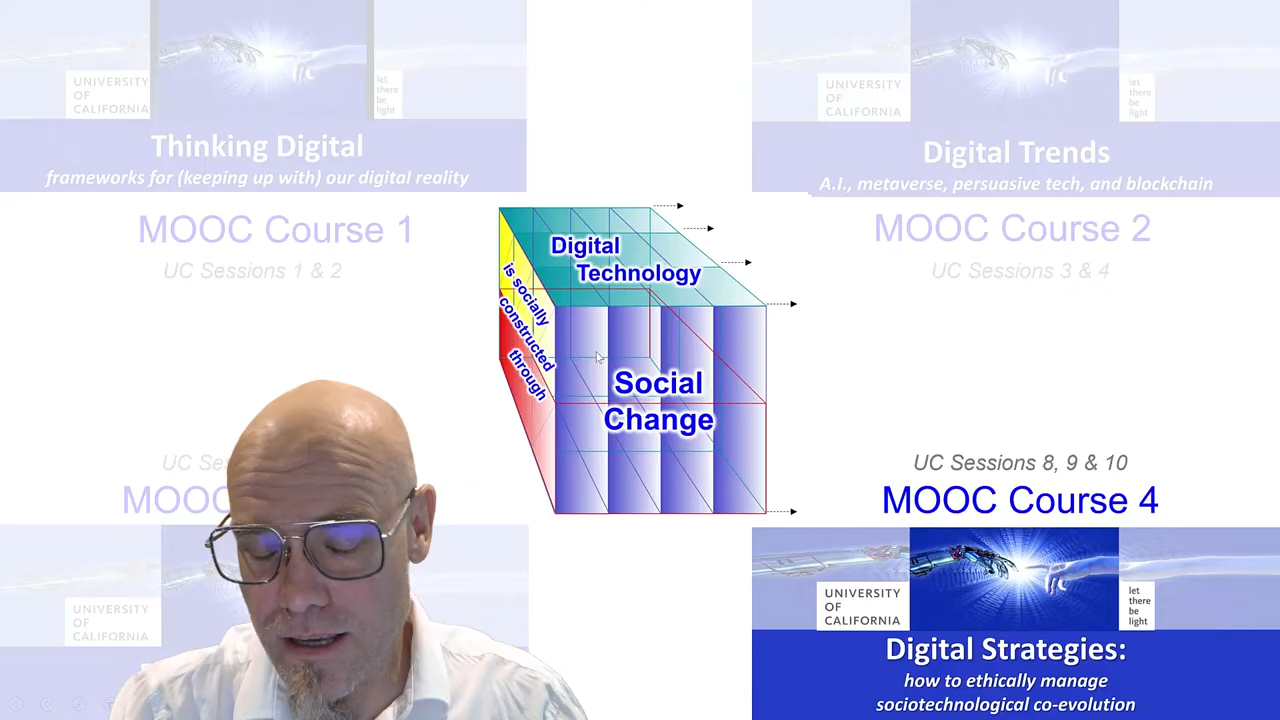 UNIVERSITY
OF
CALIFORNIA
let
there
be
light
Thinking Digital
frameworks for (keeping up with) our digital reality
MOOC Course 1
UC Sessions 1 & 2
UNIVERSITY
OF
CALIFORNIA
let
there
be
light
Digital Trends
A.I., metaverse, persuasive tech, and blockchain
MOOC Course 2
UC Sessions 3 & 4
Digital
Technology
is socially
constructed
through
Social
Change
UC Se
MOOC
UNIVERSITY
OF
CALIFORNIA
UC Sessions 8, 9 & 10
MOOC Course 4
UNIVERSITY
OF
CALIFORNIA
let
there
be
light
Digital Strategies:
how to ethically manage
sociotechnological co-evolution